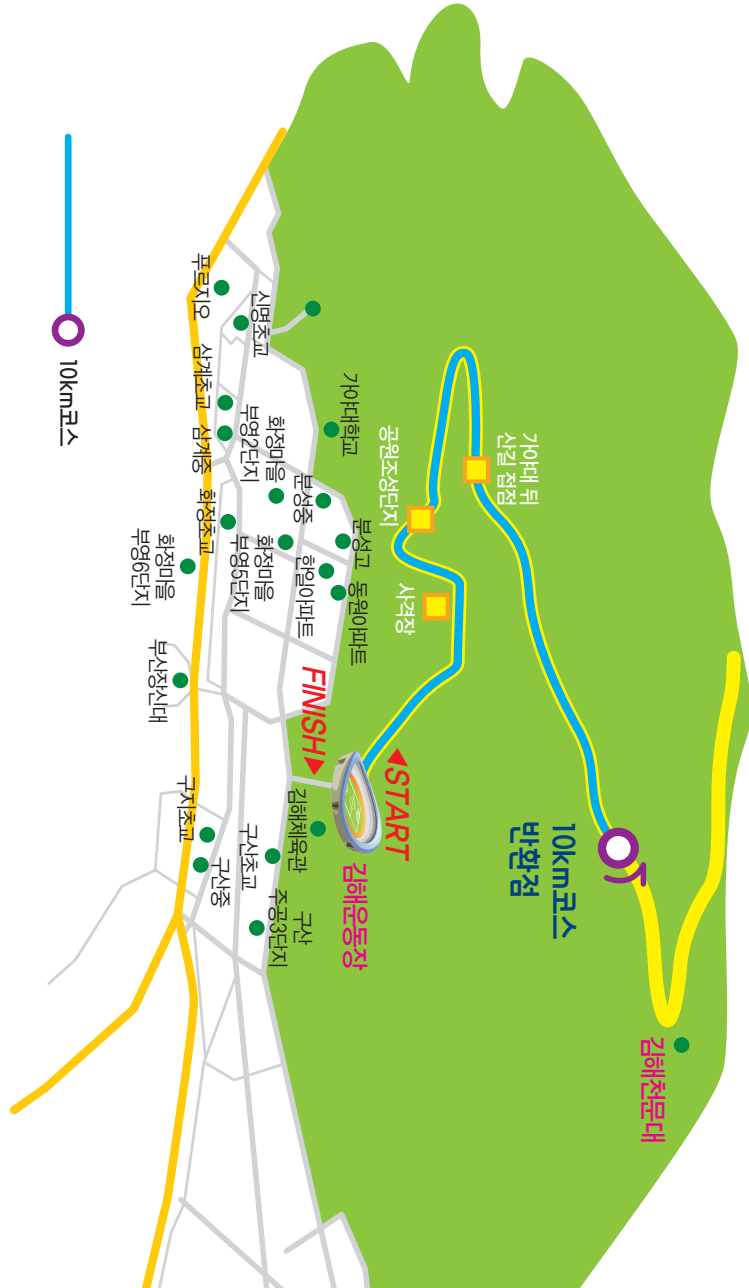 10km코스
푸르지오
신명초교
삼계초교
삼계중
화정마을
부영2단지
가야대학교
분성중
분성고
화정초교
화정마을
부영5단지
한일아파트
동원아파트
화정마을
부영6단지
부산장신대
공원조성단지
가야대 뒤
산길 정점
사격장
FINISH
START
김해운동장
김해체육관
구지초교
구산중
구산초교
구산
주공3단지
10km코스
반환점
김해천문대